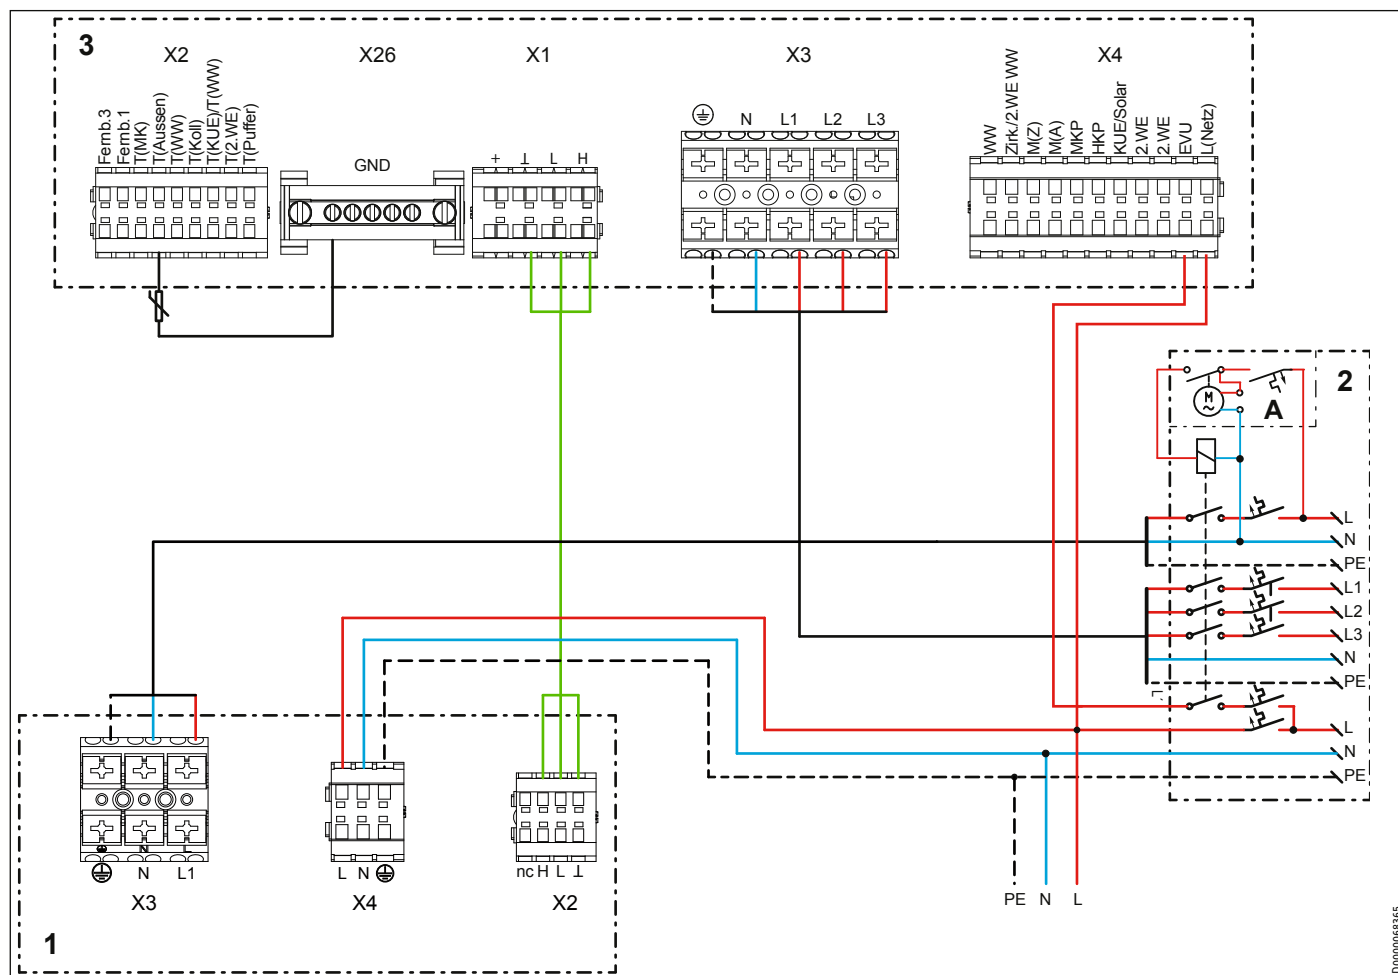 3
X2
X26
X1
X3
X4
Fernb.3
Fernb.1
T(MK)
T(Aussen)
T(WW)
T(Koll)
T(KUE)/T(WW)
T(2.WE)
T(Puffer)
GND
+ ⊥ L H
N L1 L2 L3
WW
Zirk./2.WE WW
M(Z)
M(A)
MKP
HKP
KUE/Solar
2.WE
2.WE
EVU
L(Netz)
2
M
~
A
L
N
PE
L1
L2
L3
N
PE
L'
L
N
PE
N L
N L1
X3
L N
X4
nc H L ⊥
X2
1
PE N L
D0000068365